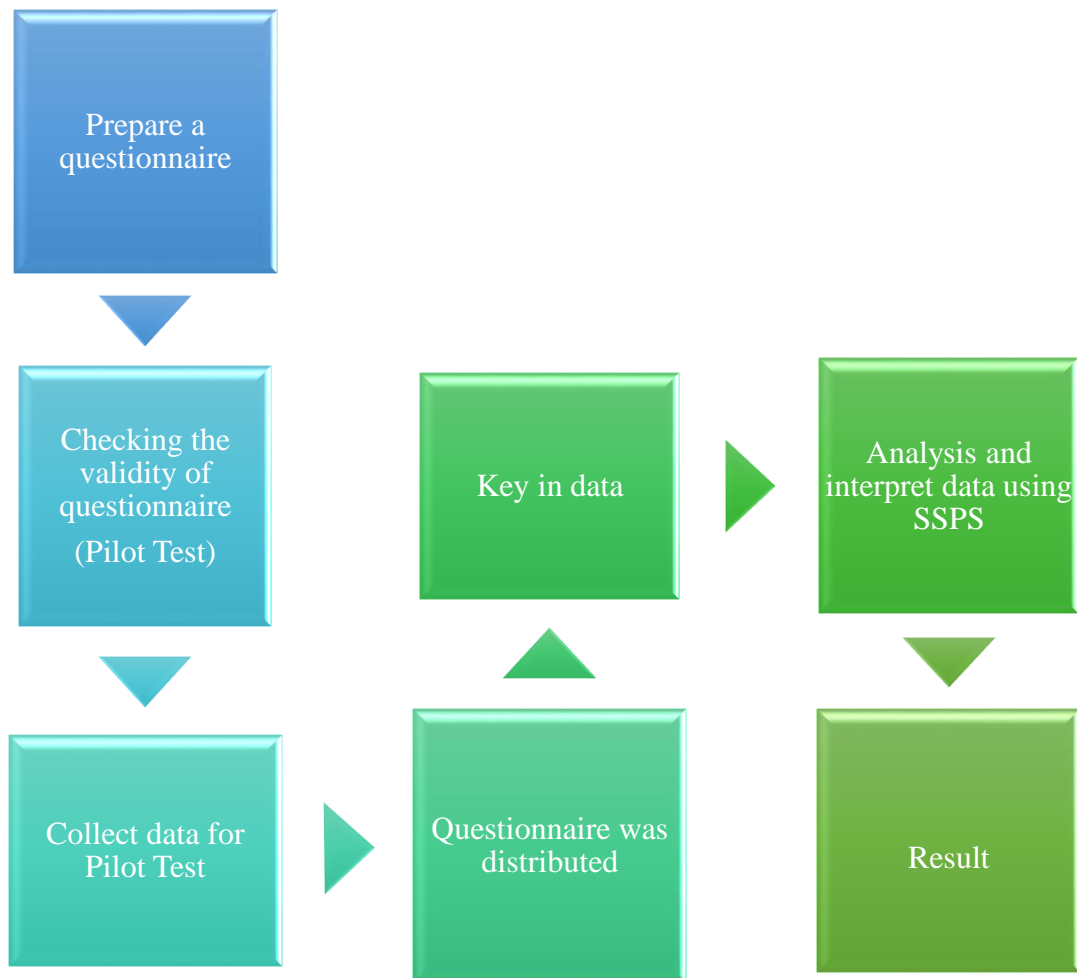 Prepare a
questionnaire
Checking the
validity of
questionnaire
(Pilot Test)
Collect data for
Pilot Test
Questionnaire was
distributed
Key in data
Analysis and
interpret data using
SSPS
Result